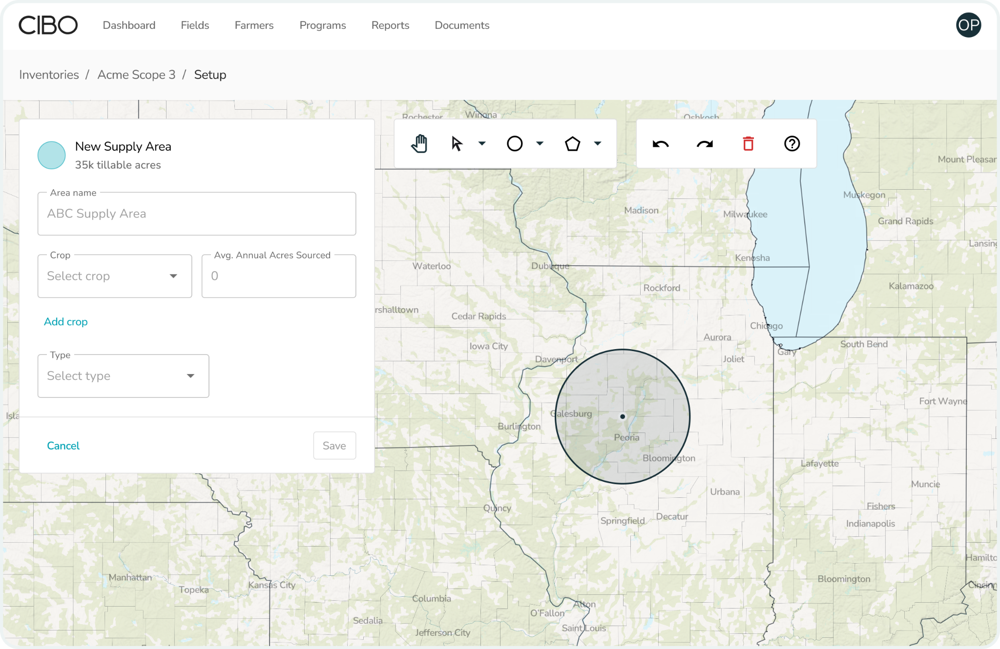 CIBO Dashboard Fields Farmers Programs Reports Documents OP
Inventories / Acme Scope 3 / Setup
New Supply Area
35k tillable acres
Area name
ABC Supply Area
Crop
Select crop
Avg. Annual Acres Sourced
0
Add crop
Type
Select type
Cancel
Save
Rochester
Winona
Oshkosh
Mount Pleasan
Muskegon
Madison
Milwaukee
Grand Rapids
Lansing
Kenosha
Waterloo
Dubuque
Rockford
Kalamazoo
rshalltown
Cedar Rapids
Chicago
Aurora
Iowa City
South Bend
Gary
Davenport
Joliet
Fort Wayne
Galesburg
Isla
Burlington
Peoria
Bloomington
Lafayette
Muncie
Urbana
Quincy
Fishers
Springfield
Decatur
Indianapolis
Hamilto
Manhattan
Topeka
Kansas City
Bloomington
Cincinn
Columbia
Alton
O'Fallon
Sedalia
Saint Louis
Jefferson City